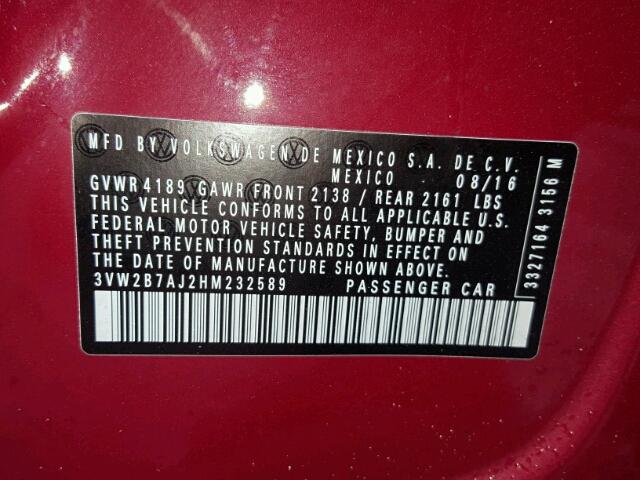 MFD BY VOLKSWAGEN DE MEXICO S.A. DE C.V.
MEXICO 08/16
GVWR 4189 GAWR FRONT 2138 / REAR 2161 LBS
THIS VEHICLE CONFORMS TO ALL APPLICABLE U.S.
FEDERAL MOTOR VEHICLE SAFETY, BUMPER AND
THEFT PREVENTION STANDARDS IN EFFECT ON
THE DATE OF MANUFACTURE SHOWN ABOVE.
3VW2B7AJ2HM232589 PASSENGER CAR
3927164 3156 M